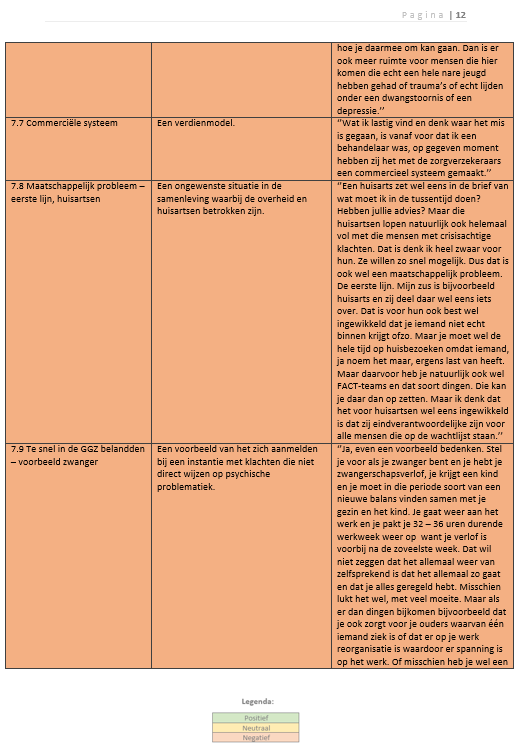 Pagina | 12
hoe je daarmee om kan gaan. Dan is er
ook meer ruimte voor mensen die hier
komen die echt een hele nare jeugd
hebben gehad of trauma's of echt lijden
onder een dwangstoornis of een
depressie.''
7.7 Commerciële systeem
Een verdienmodel.
''Wat ik lastig vind en denk waar het mis
is gegaan, is vanaf voor dat ik een
behandelaar was, op gegeven moment
hebben zij het met de zorgverzekeraars
een commercieel systeem gemaakt.''
7.8 Maatschappelijk probleem –
eerste lijn, huisartsen
Een ongewenste situatie in de
samenleving waarbij de overheid en
huisartsen betrokken zijn.
''Een huisarts zet wel eens in de brief van
wat moet ik in de tussentijd doen?
Hebben jullie advies? Maar die
huisartsen lopen natuurlijk ook helemaal
vol met die mensen met crisisachtige
klachten. Dat is denk ik heel zwaar voor
hun. Ze willen zo snel mogelijk. Dus dat is
ook wel een maatschappelijk probleem.
De eerste lijn. Mijn zus is bijvoorbeeld
huisarts en zij deel daar wel eens iets
over. Dat is voor hun ook best wel
ingewikkeld dat je iemand niet echt
binnen krijgt ofzo. Maar je moet wel de
hele tijd op huisbezoeken omdat iemand,
ja noem het maar, ergens last van heeft.
Maar daarvoor heb je natuurlijk ook wel
FACT-teams en dat soort dingen. Die kan
je daar dan op zetten. Maar ik denk dat
het voor huisartsen wel eens ingewikkeld
is dat zij eindverantwoordelijke zijn voor
alle mensen die op de wachtlijst staan.''
7.9 Te snel in de GGZ belandden
– voorbeeld zwanger
Een voorbeeld van het zich aanmelden
bij een instantie met klachten die niet
direct wijzen op psychische
problematiek.
''Ja, even een voorbeeld bedenken. Stel
je voor als je zwanger bent en je hebt je
zwangerschapsverlof, je krijgt een kind
en je moet in die periode soort van een
nieuwe balans vinden samen met je
gezin en het kind. Je gaat weer aan het
werk en je pakt je 32 – 36 uren durende
werkweek weer op want je verlof is
voorbij na de zoveelste week. Dat wil
niet zeggen dat het allemaal weer van
zelfsprekend is dat het allemaal zo gaat
en dat je alles geregeld hebt. Misschien
lukt het wel, met veel moeite. Maar als
er dan dingen bijkomen bijvoorbeeld dat
je ook zorgt voor je ouders waarvan één
iemand ziek is of dat er op je werk
reorganisatie is waardoor er spanning is
op het werk. Of misschien heb je wel een
Legenda:
Positief
Neutraal
Negatief